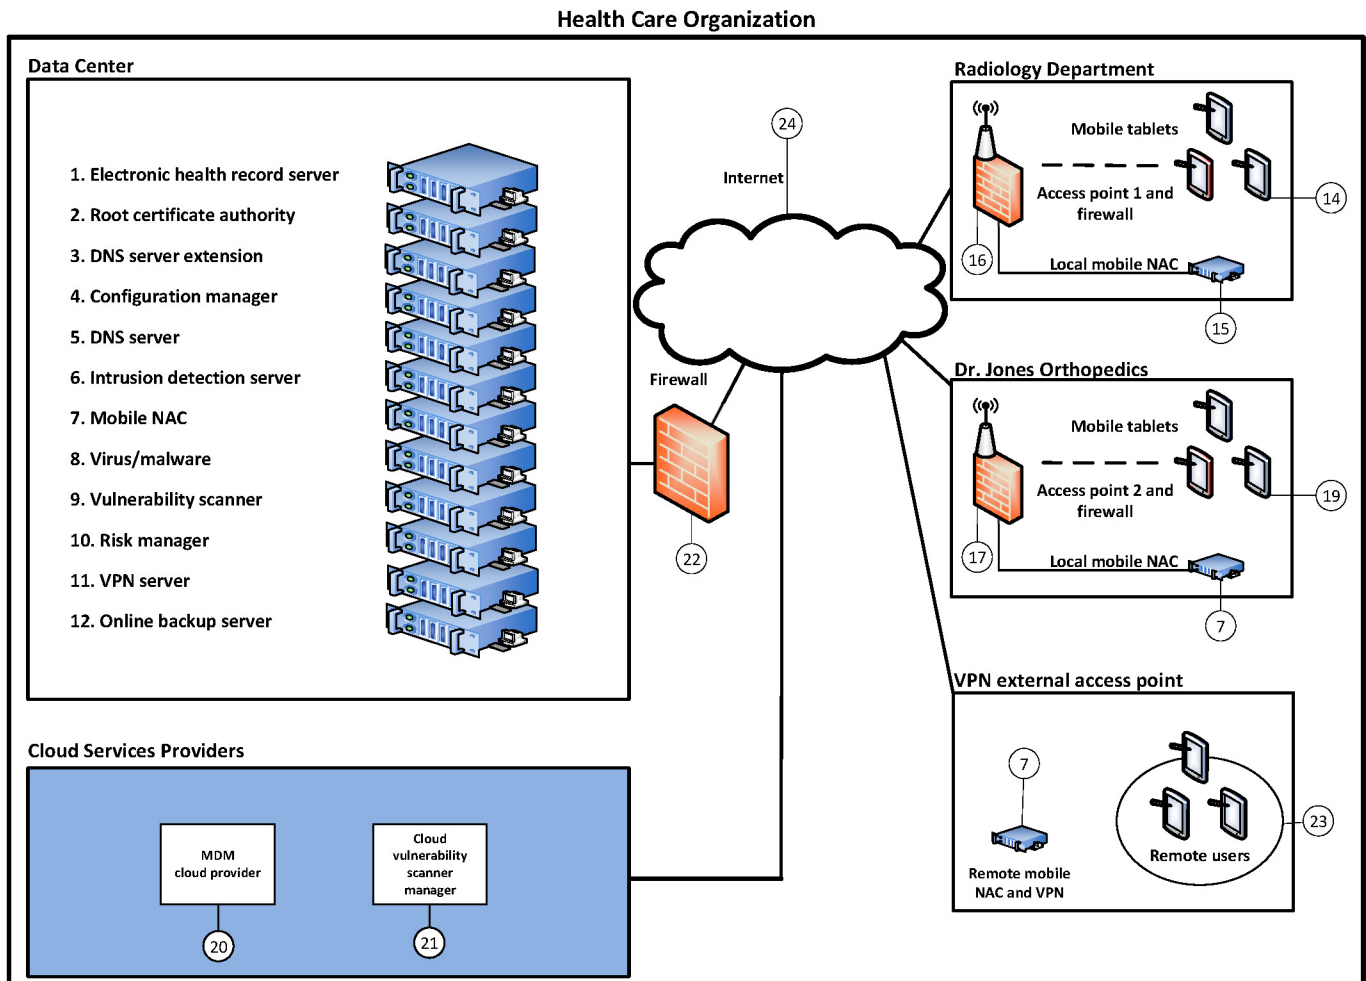 Health Care Organization
Data Center
1. Electronic health record server
2. Root certificate authority
3. DNS server extension
4. Configuration manager
5. DNS server
6. Intrusion detection server
7. Mobile NAC
8. Virus/malware
9. Vulnerability scanner
10. Risk manager
11. VPN server
12. Online backup server
Firewall
22
24
Internet
Radiology Department
Mobile tablets
Access point 1 and
firewall
14
16
Local mobile NAC
15
Dr. Jones Orthopedics
Mobile tablets
Access point 2 and
firewall
19
17
Local mobile NAC
7
VPN external access point
7
Remote mobile
NAC and VPN
Remote users
23
Cloud Services Providers
MDM
cloud provider
20
Cloud
vulnerability
scanner
manager
21